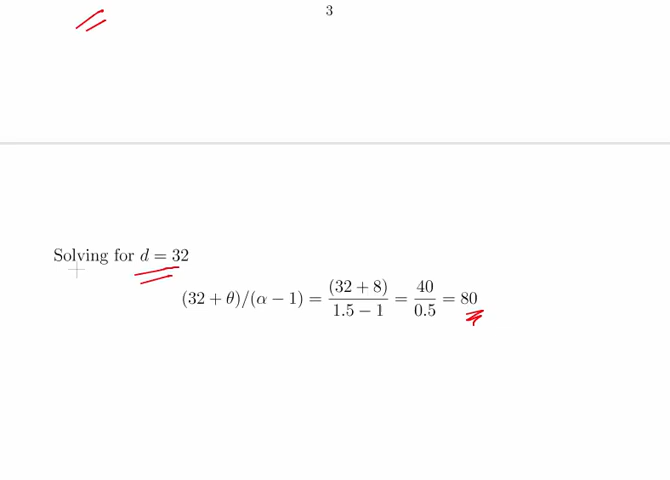 3
Solving for d = 32
(32 + θ)/(α − 1) = (32 + 8)/(1.5 − 1) = 40/0.5 = 80